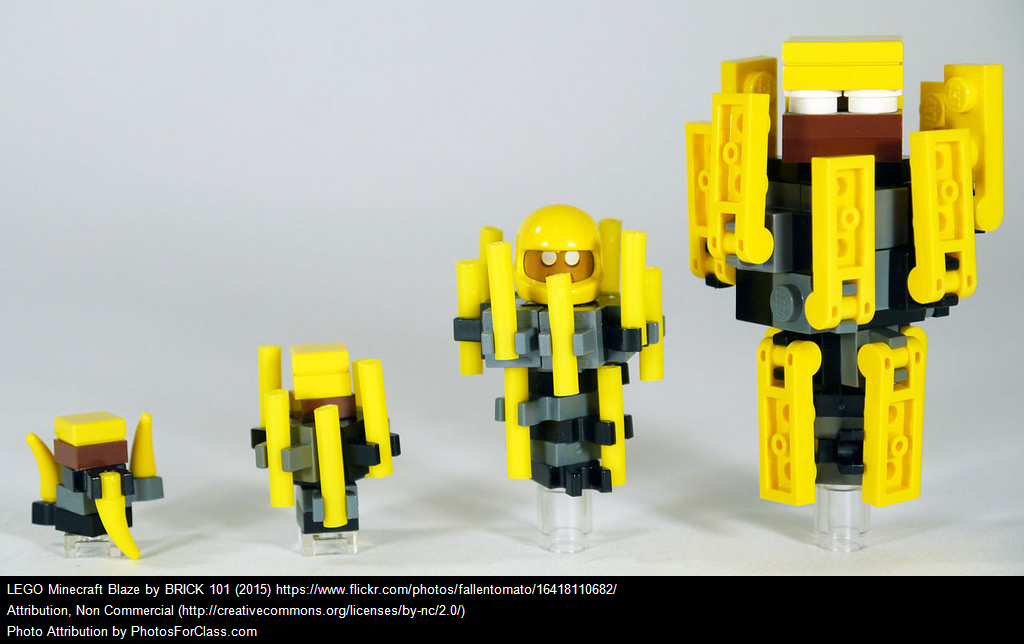 LEGO Minecraft Blaze by BRICK 101 (2015) https://www.flickr.com/photos/fallentomato/16418110682/
Attribution, Non Commercial (http://creativecommons.org/licenses/by-nc/2.0/)
Photo Attribution by PhotosForClass.com